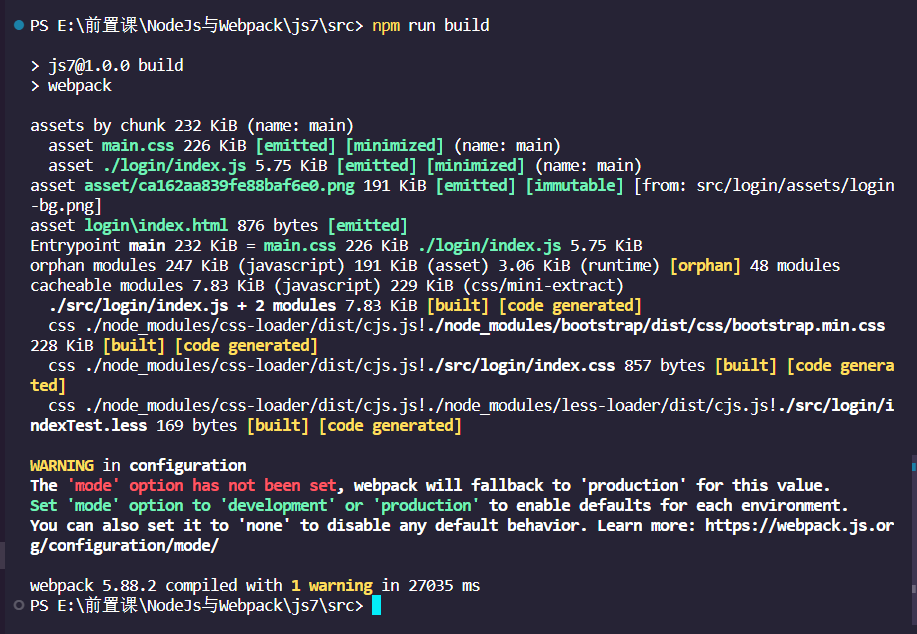 PS E:\前置课\NodeJs与Webpack\js7\src> npm run build
> js7@1.0.0 build
> webpack
assets by chunk 232 KiB (name: main)
asset main.css 226 KiB [emitted] [minimized] (name: main)
asset ./login/index.js 5.75 KiB [emitted] [minimized] (name: main)
asset asset/ca162aa839fe88baf6e0.png 191 KiB [emitted] [immutable] [from: src/login/assets/login
-bg.png]
asset login\index.html 876 bytes [emitted]
Entrypoint main 232 KiB = main.css 226 KiB ./login/index.js 5.75 KiB
orphan modules 247 KiB (javascript) 191 KiB (asset) 3.06 KiB (runtime) [orphan] 48 modules
cacheable modules 7.83 KiB (javascript) 229 KiB (css/mini-extract)
./src/login/index.js + 2 modules 7.83 KiB [built] [code generated]
css ./node_modules/css-loader/dist/cjs.js!./node_modules/bootstrap/dist/css/bootstrap.min.css
228 KiB [built] [code generated]
css ./node_modules/css-loader/dist/cjs.js!./src/login/index.css 857 bytes [built] [code genera
ted]
css ./node_modules/css-loader/dist/cjs.js!./node_modules/less-loader/dist/cjs.js!./src/login/i
ndexTest.less 169 bytes [built] [code generated]
WARNING in configuration
The 'mode' option has not been set, webpack will fallback to 'production' for this value.
Set 'mode' option to 'development' or 'production' to enable defaults for each environment.
You can also set it to 'none' to disable any default behavior. Learn more: https://webpack.js.or
g/configuration/mode/
webpack 5.88.2 compiled with 1 warning in 27035 ms
PS E:\前置课\NodeJs与Webpack\js7\src>